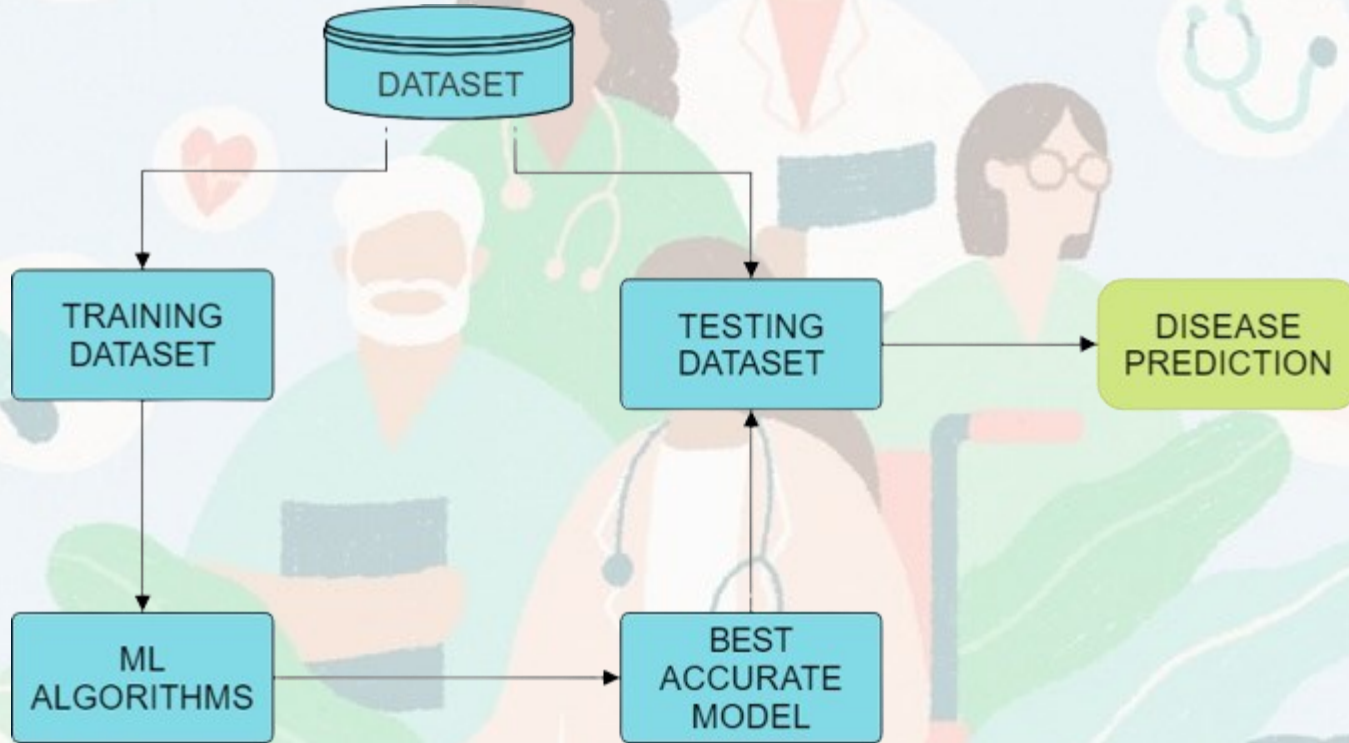 DATASET
TRAINING
DATASET
TESTING
DATASET
DISEASE
PREDICTION
ML
ALGORITHMS
BEST
ACCURATE
MODEL